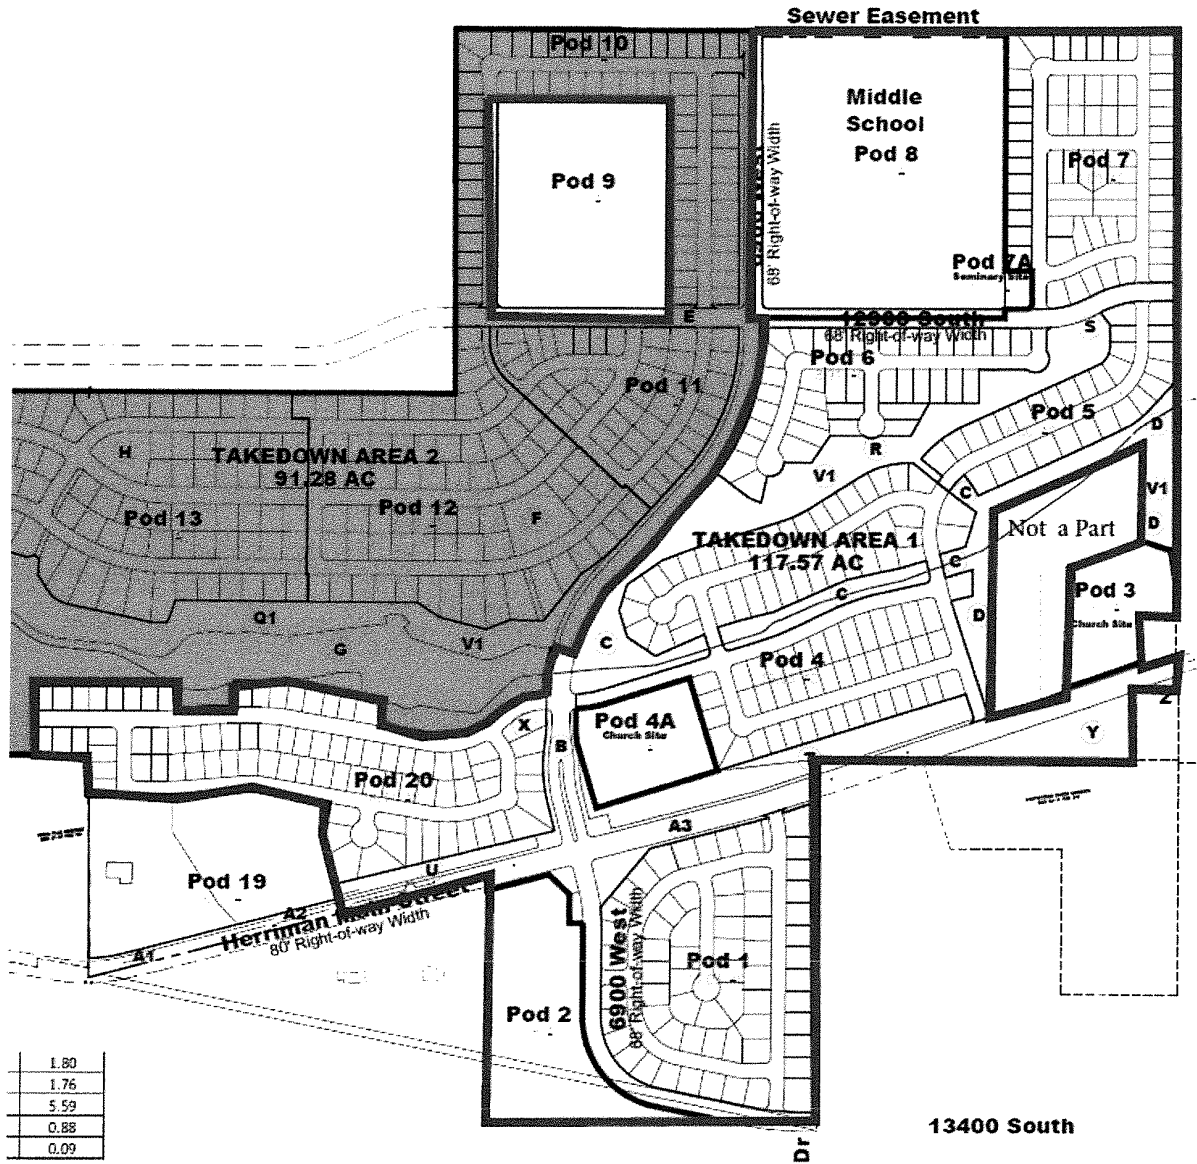 Sewer Easement
Pod 10
Middle
School
Pod 8
Pod 7
Pod 9
68' Right-of-way Width
Pod 7A
Seminary Site
E
12900 South
68' Right-of-way Width
S
Pod 6
Pod 11
Pod 5
D
H
TAKEDOWN AREA 2
91.28 AC
R
V1
C
V1
Pod 12
Pod 13
F
D
Not a Part
TAKEDOWN AREA 1
117.57 AC
C
C
Pod 3
Church Site
Q1
G
V1
C
D
Pod 4
Z
X
B
Pod 4A
Church Site
Y
Pod 20
A3
U
Pod 19
A2
Herriman Main Street
80' Right-of-way Width
A1
6900 West
68' Right-of-way Width
Pod 1
Pod 2
1.80
1.76
5.59
0.88
0.09
13400 South
Dr